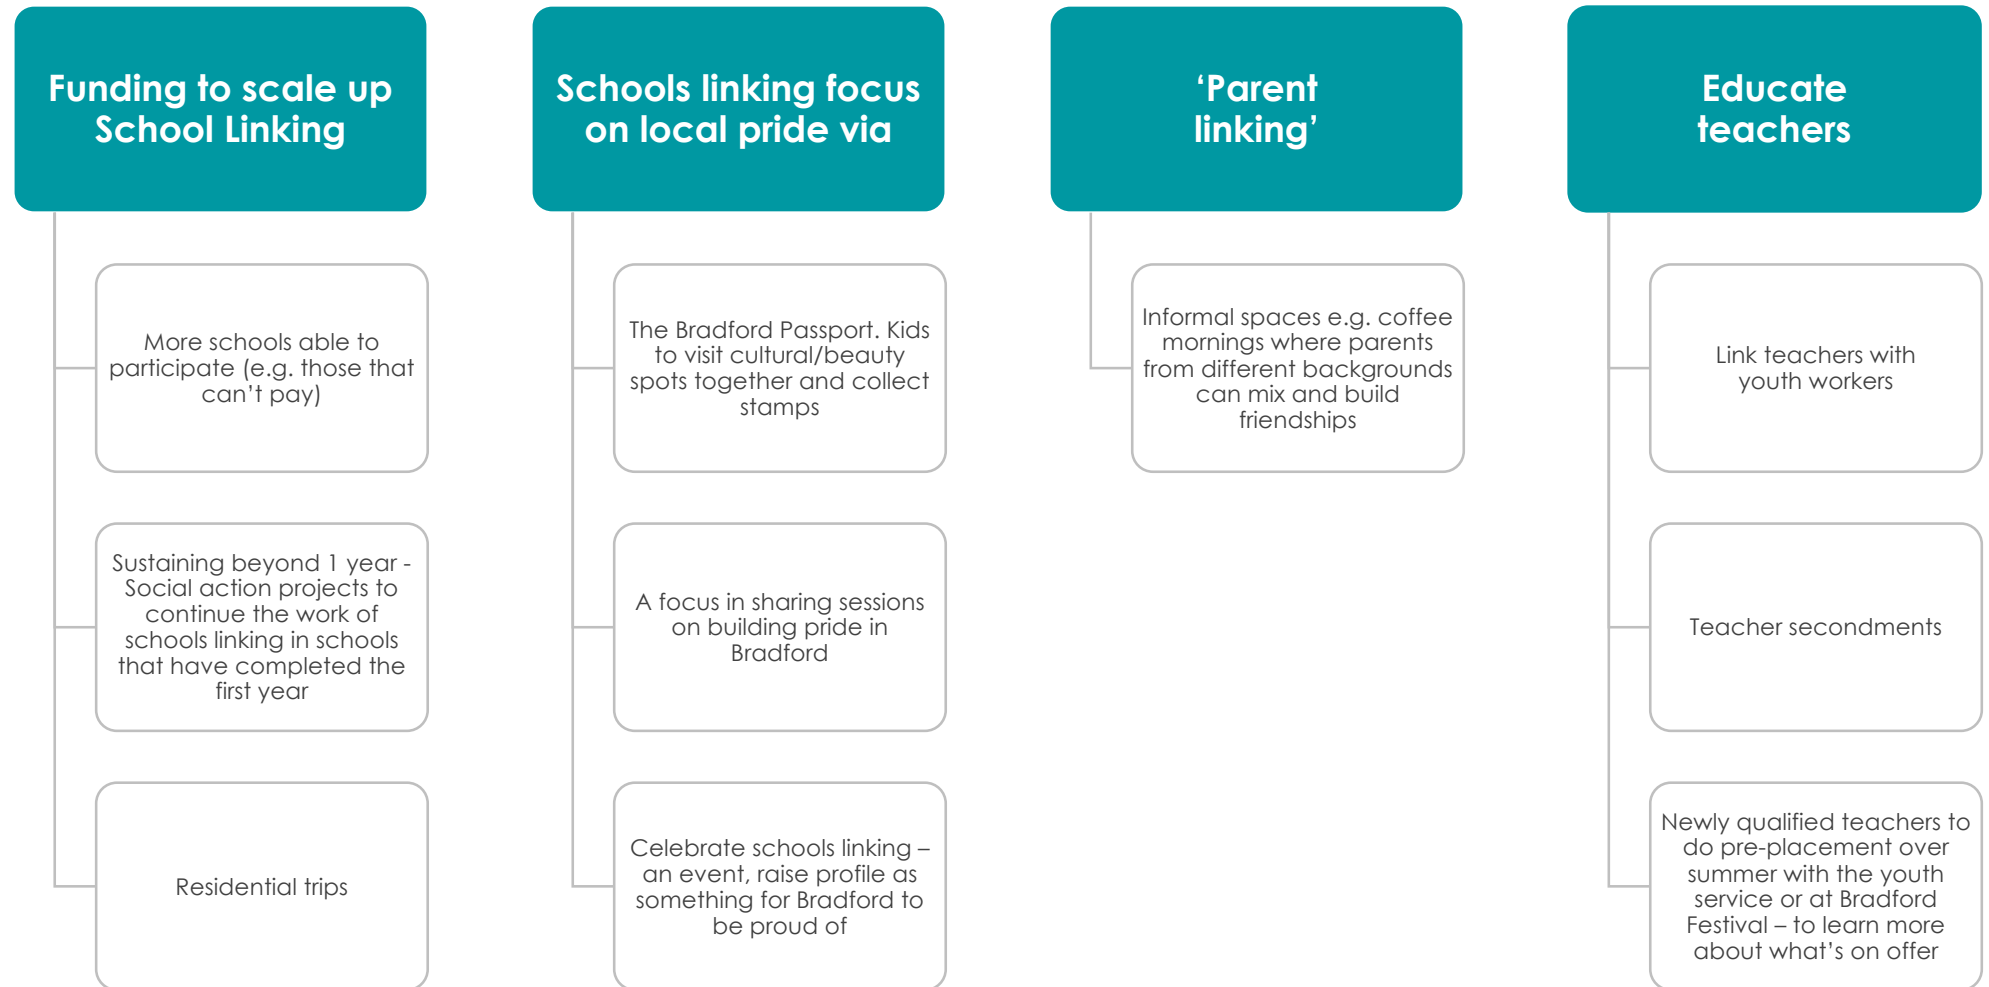 Funding to scale up
School Linking
More schools able to
participate (e.g. those that
can’t pay)
Sustaining beyond 1 year -
Social action projects to
continue the work of
schools linking in schools
that have completed the
first year
Residential trips
Schools linking focus
on local pride via
The Bradford Passport. Kids
to visit cultural/beauty
spots together and collect
stamps
A focus in sharing sessions
on building pride in
Bradford
Celebrate schools linking –
an event, raise profile as
something for Bradford to
be proud of
‘Parent
linking’
Informal spaces e.g. coffee
mornings where parents
from different backgrounds
can mix and build
friendships
Educate
teachers
Link teachers with
youth workers
Teacher secondments
Newly qualified teachers to
do pre-placement over
summer with the youth
service or at Bradford
Festival – to learn more
about what’s on offer